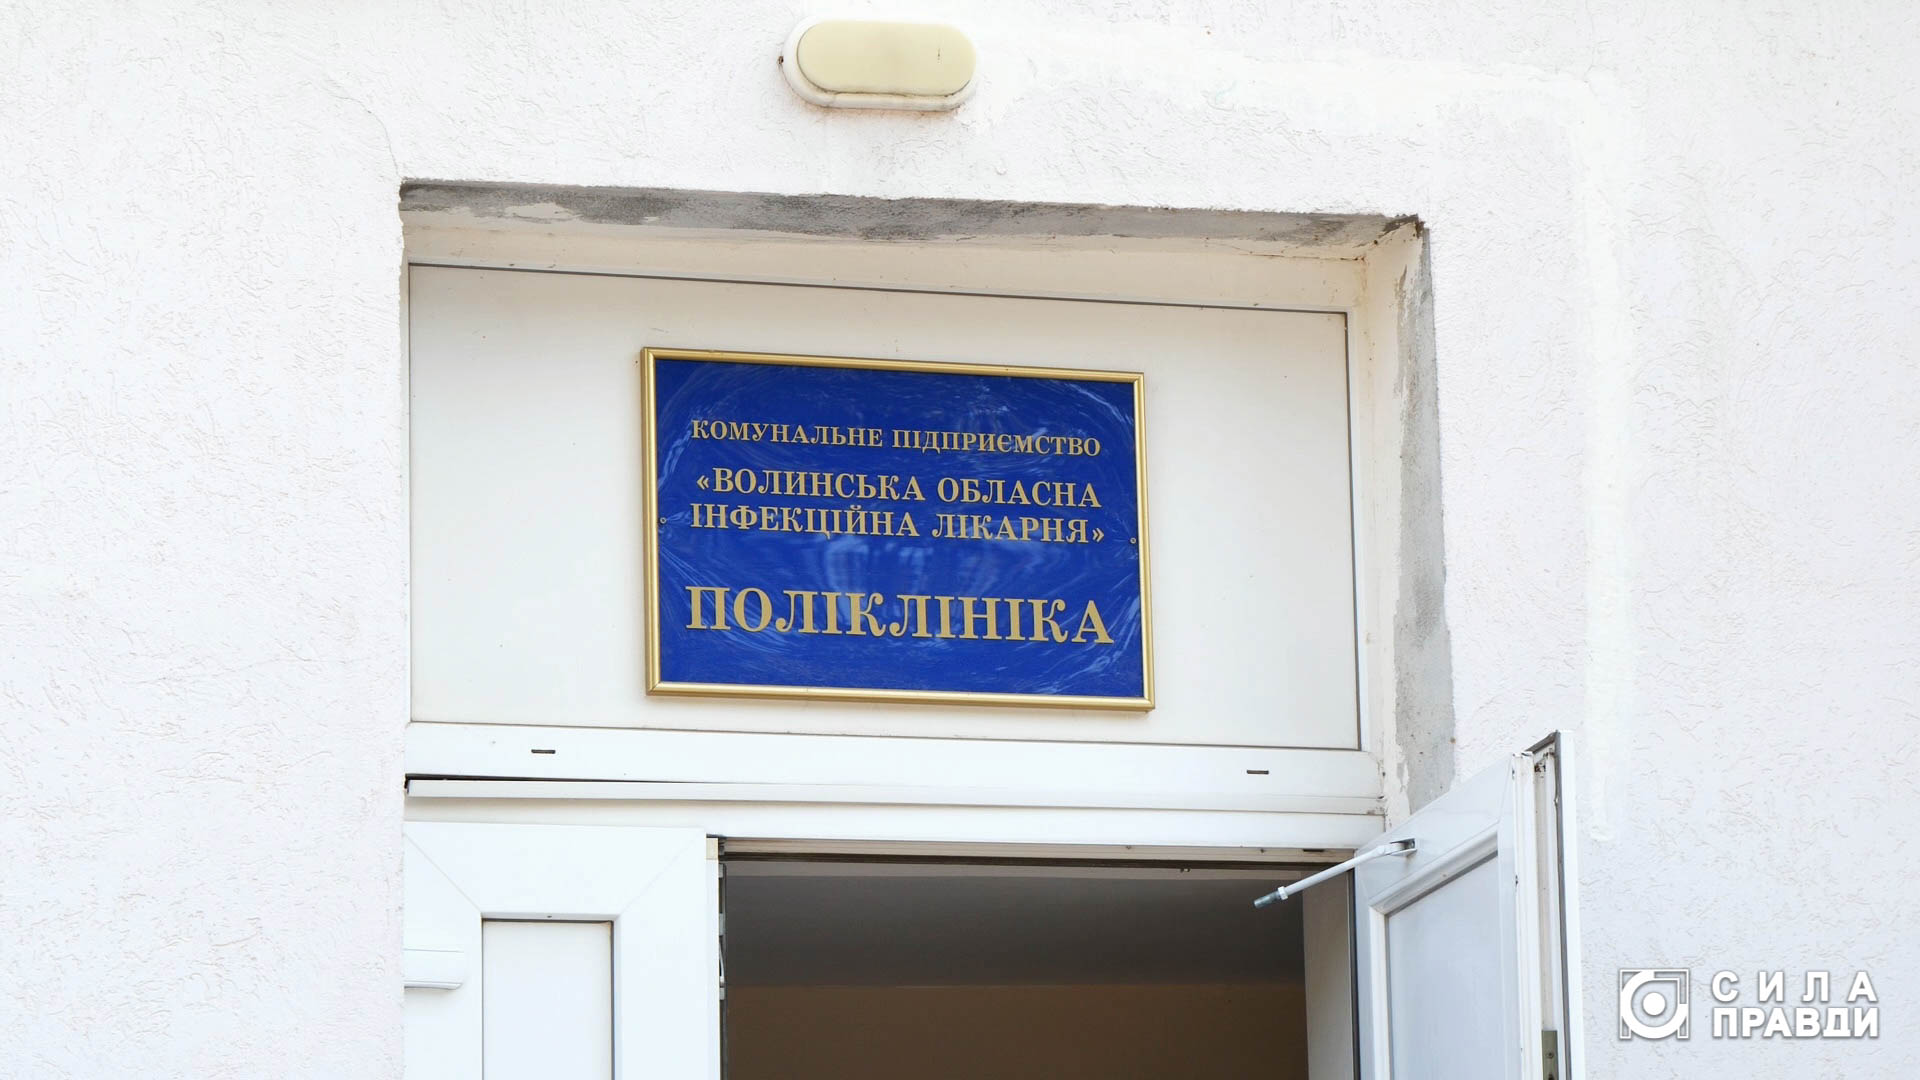 КОМУНАЛЬНЕ ПІДПРИЄМСТВО
«ВОЛИНСЬКА ОБЛАСНА
ІНФЕКЦІЙНА ЛІКАРНЯ»
ПОЛІКЛІНІКА
СИЛА
ПРАВДИ